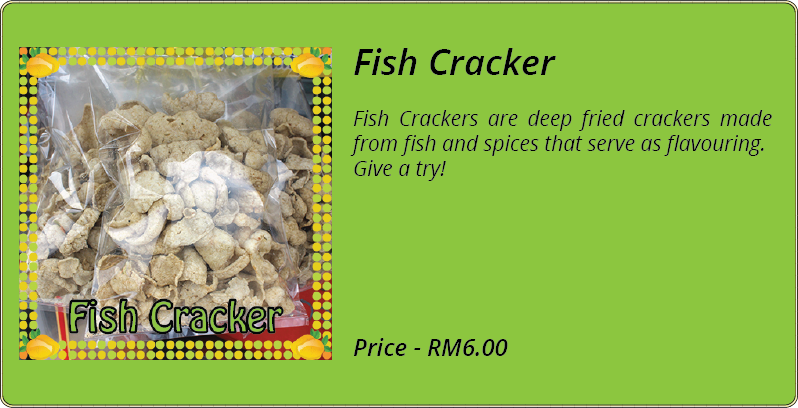 Fish Cracker
Fish Crackers are deep fried crackers made
from fish and spices that serve as flavouring.
Give a try!
Fish Cracker
Price - RM6.00